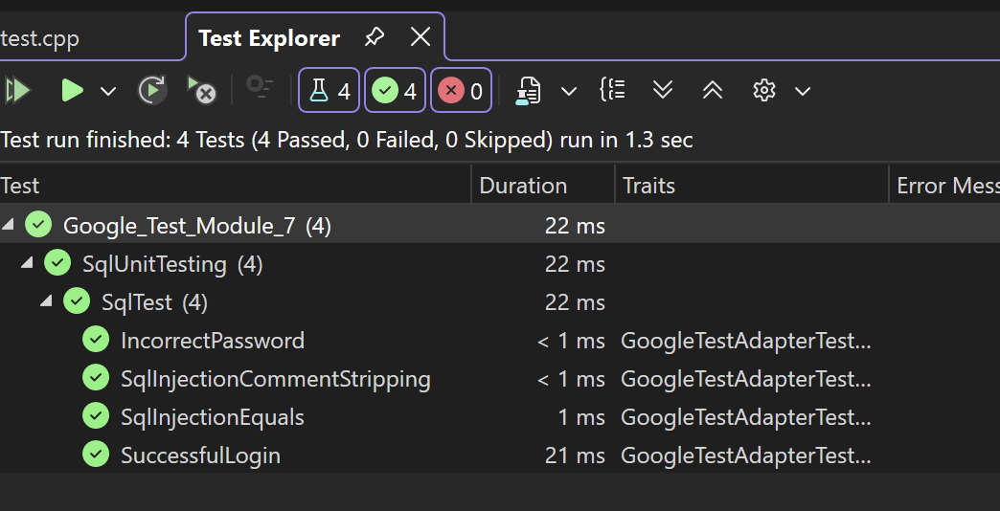 test.cpp
Test Explorer
4 4 0
Test run finished: 4 Tests (4 Passed, 0 Failed, 0 Skipped) run in 1.3 sec
Test Duration Traits Error Mess
Google_Test_Module_7 (4) 22 ms
SqlUnitTesting (4) 22 ms
SqlTest (4) 22 ms
IncorrectPassword < 1 ms GoogleTestAdapterTest...
SqlInjectionCommentStripping < 1 ms GoogleTestAdapterTest...
SqlInjectionEquals 1 ms GoogleTestAdapterTest...
SuccessfulLogin 21 ms GoogleTestAdapterTest...